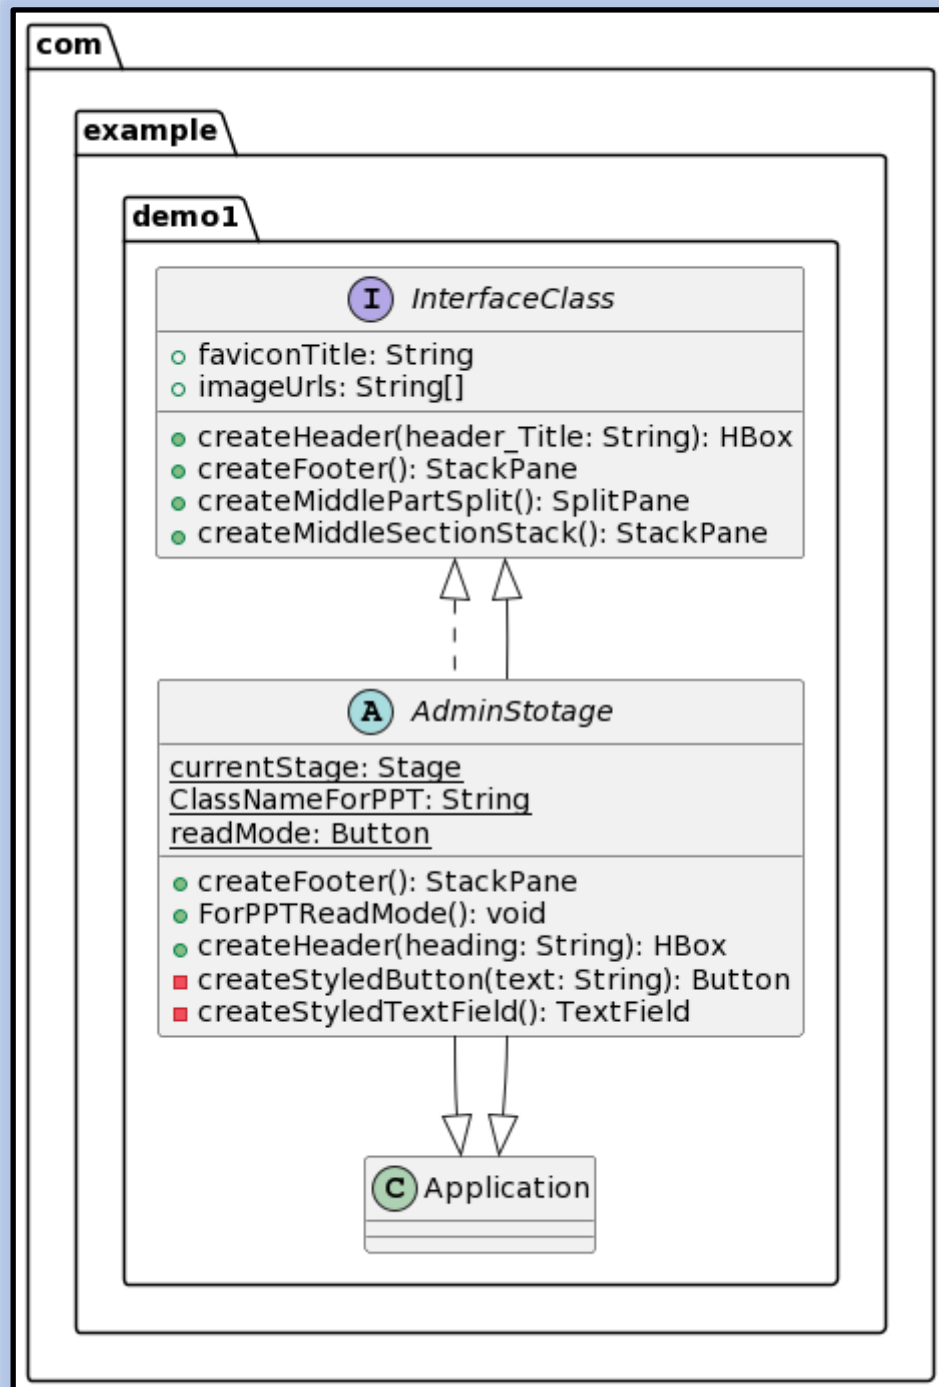 com
example
demo1
I InterfaceClass
faviconTitle: String
imageUrls: String[]
createHeader(header_Title: String): HBox
createFooter(): StackPane
createMiddlePartSplit(): SplitPane
createMiddleSectionStack(): StackPane
A AdminStotage
currentStage: Stage
ClassNameForPPT: String
readMode: Button
createFooter(): StackPane
ForPPTReadMode(): void
createHeader(heading: String): HBox
createStyledButton(text: String): Button
createStyledTextField(): TextField
C Application